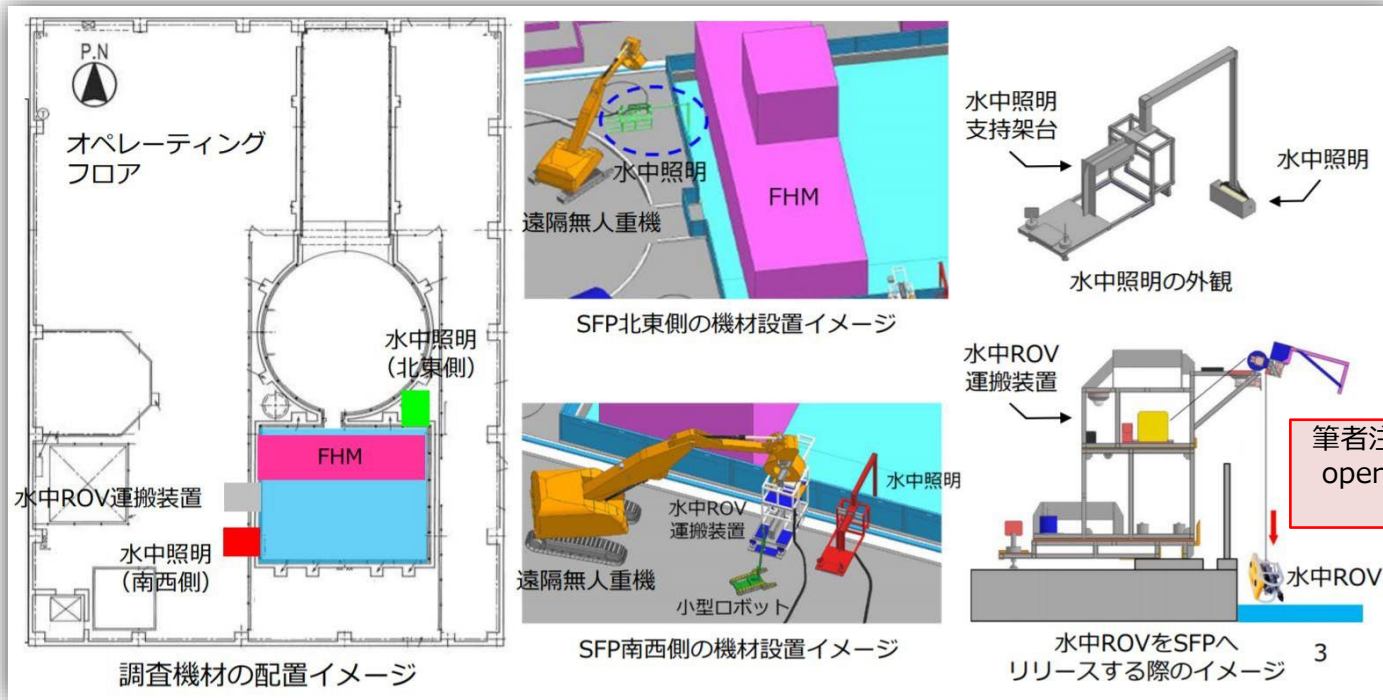 P.N
オペレーティング
フロア
水中照明
（北東側）
FHM
水中ROV運搬装置
水中照明
（南西側）
調査機材の配置イメージ
水中照明
遠隔無人重機
FHM
SFP北東側の機材設置イメージ
水中照明
水中ROV
運搬装置
遠隔無人重機
小型ロボット
SFP南西側の機材設置イメージ
水中照明
支持架台
水中照明
水中照明の外観
水中ROV
運搬装置
筆者注
open
水中ROV
水中ROVをSFPへ
リリースする際のイメージ
3